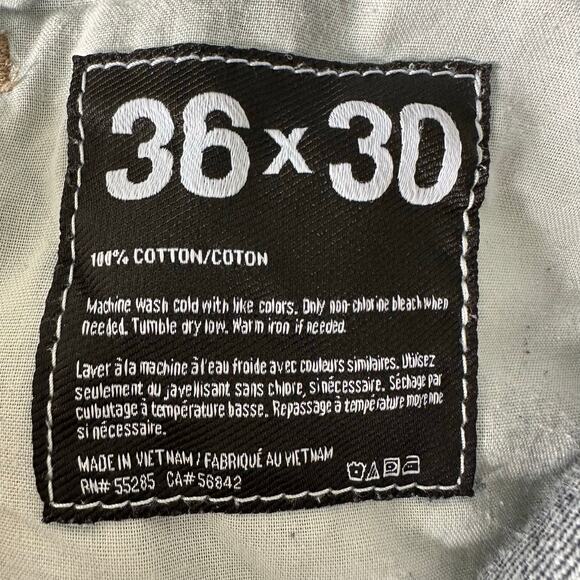 36 x 30
100% COTTON/COTON
Machine wash cold with like colors. Only non-chlorine bleach when
needed. Tumble dry low. Warm iron if needed.
Laver à la machine à l'eau froide avec couleurs similaires. Utilisez
seulement du javellisant sans chlore, si nécessaire. Séchage par
culbutage à température basse. Repassage à température moyenne
si nécessaire.
MADE IN VIETNAM / FABRIQUÉ AU VIETNAM
RN# 55285 CA# 56842